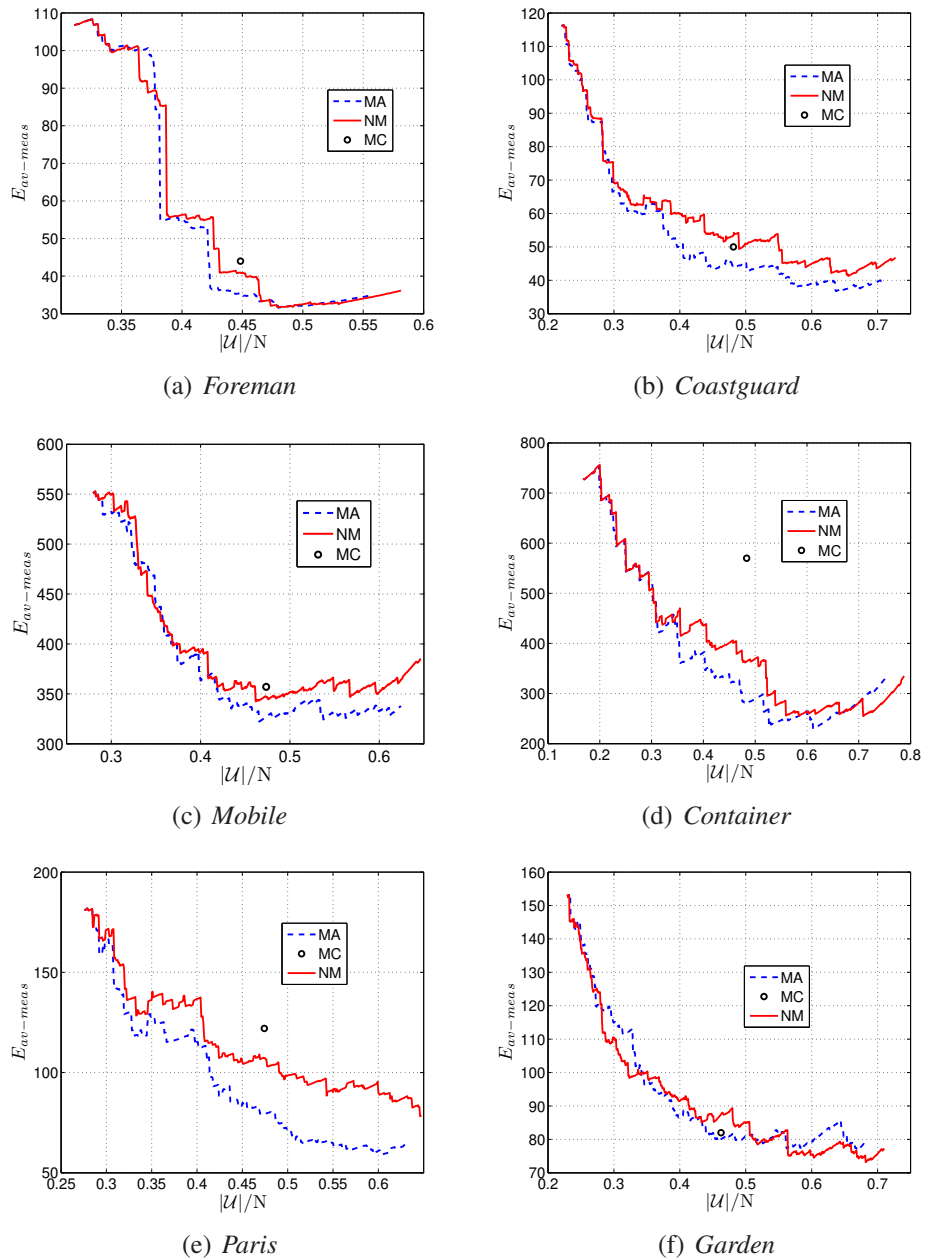 110
100
90
80
70
60
50
40
30
E_{av-meas}
MA
NM
MC
0.35 0.4 0.45 0.5 0.55 0.6
|𝒰|/N
(a) Foreman
120
110
100
90
80
70
60
50
40
30
E_{av-meas}
MA
NM
MC
0.2 0.3 0.4 0.5 0.6 0.7
|𝒰|/N
(b) Coastguard
600
550
500
450
400
350
300
E_{av-meas}
MA
NM
MC
0.3 0.4 0.5 0.6
|𝒰|/N
(c) Mobile
800
700
600
500
400
300
200
E_{av-meas}
MA
NM
MC
0.1 0.2 0.3 0.4 0.5 0.6 0.7 0.8
|𝒰|/N
(d) Container
200
150
100
50
E_{av-meas}
MA
MC
NM
0.25 0.3 0.35 0.4 0.45 0.5 0.55 0.6
|𝒰|/N
(e) Paris
160
150
140
130
120
110
100
90
80
70
E_{av-meas}
MA
MC
NM
0.2 0.3 0.4 0.5 0.6 0.7
|𝒰|/N
(f) Garden